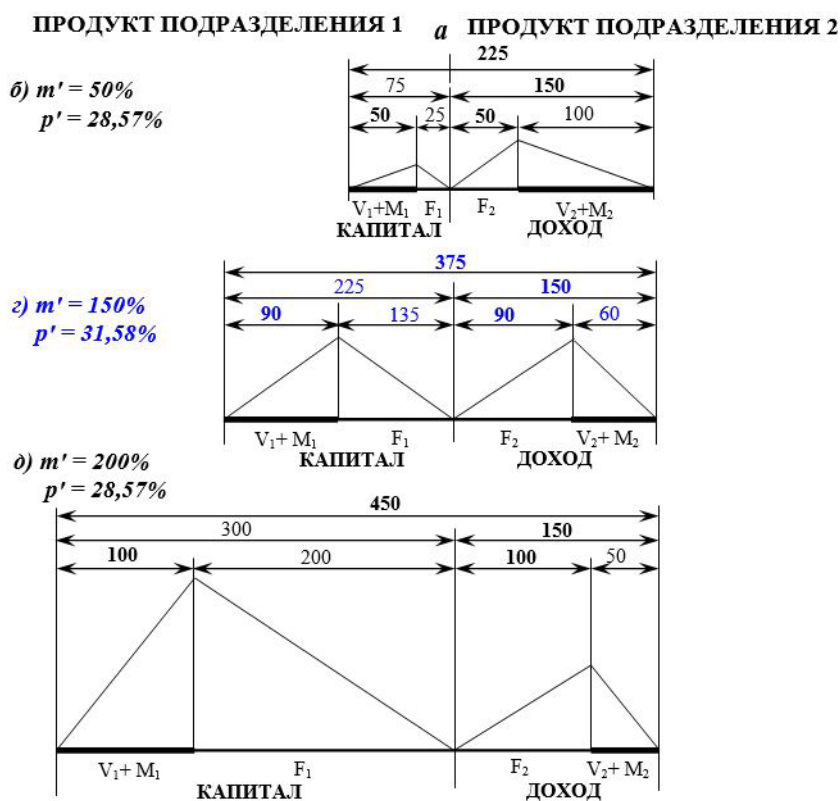 ПРОДУКТ ПОДРАЗДЕЛЕНИЯ 1 а ПРОДУКТ ПОДРАЗДЕЛЕНИЯ 2
225
б) m' = 50%
75 150
p' = 28,57%
50 25 50 100
V₁+M₁ F₁ F₂ V₂+M₂
КАПИТАЛ ДОХОД
375
г) m' = 150%
225 150
p' = 31,58%
90 135 90 60
V₁+ M₁ F₁ F₂ V₂+ M₂
КАПИТАЛ ДОХОД
д) m' = 200%
p' = 28,57%
450
300 150
100 200 100 50
V₁+ M₁ F₁ F₂ V₂+ M₂
КАПИТАЛ ДОХОД